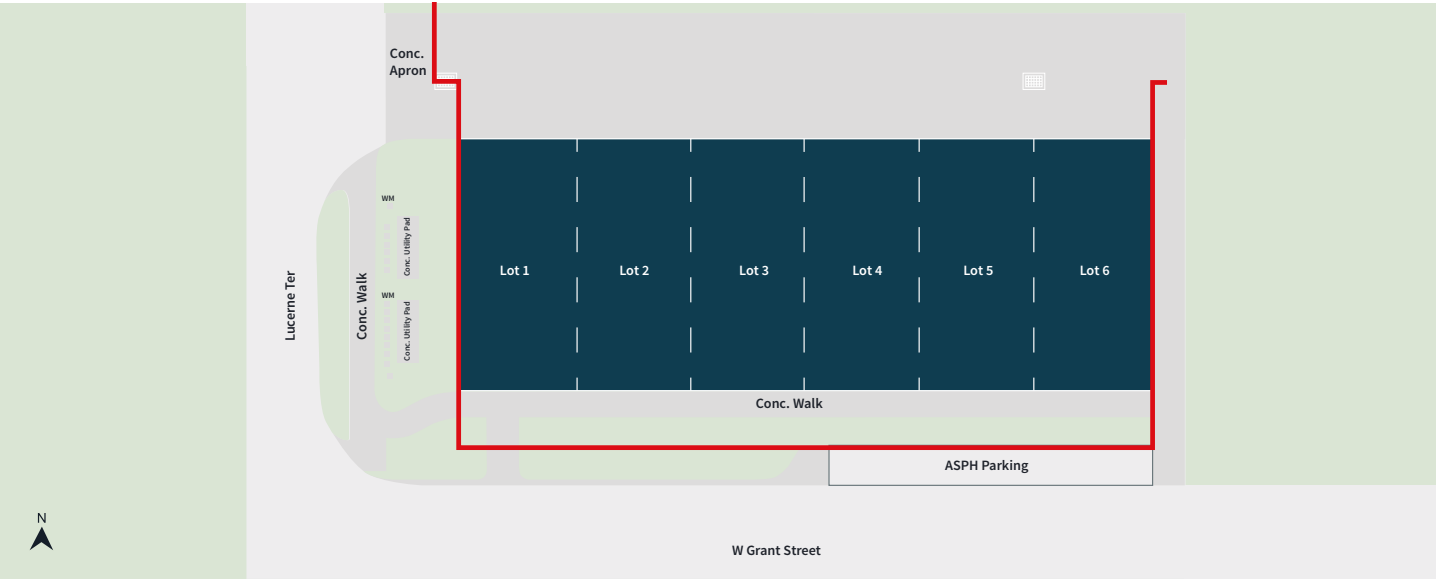 Conc.
Apron
WM
Conc. Utility Pad
Lot 1
Lot 2
Lot 3
Lot 4
Lot 5
Lot 6
Lucerne Ter
Conc. Walk
WM
Conc. Utility Pad
Conc. Walk
ASPH Parking
N
W Grant Street